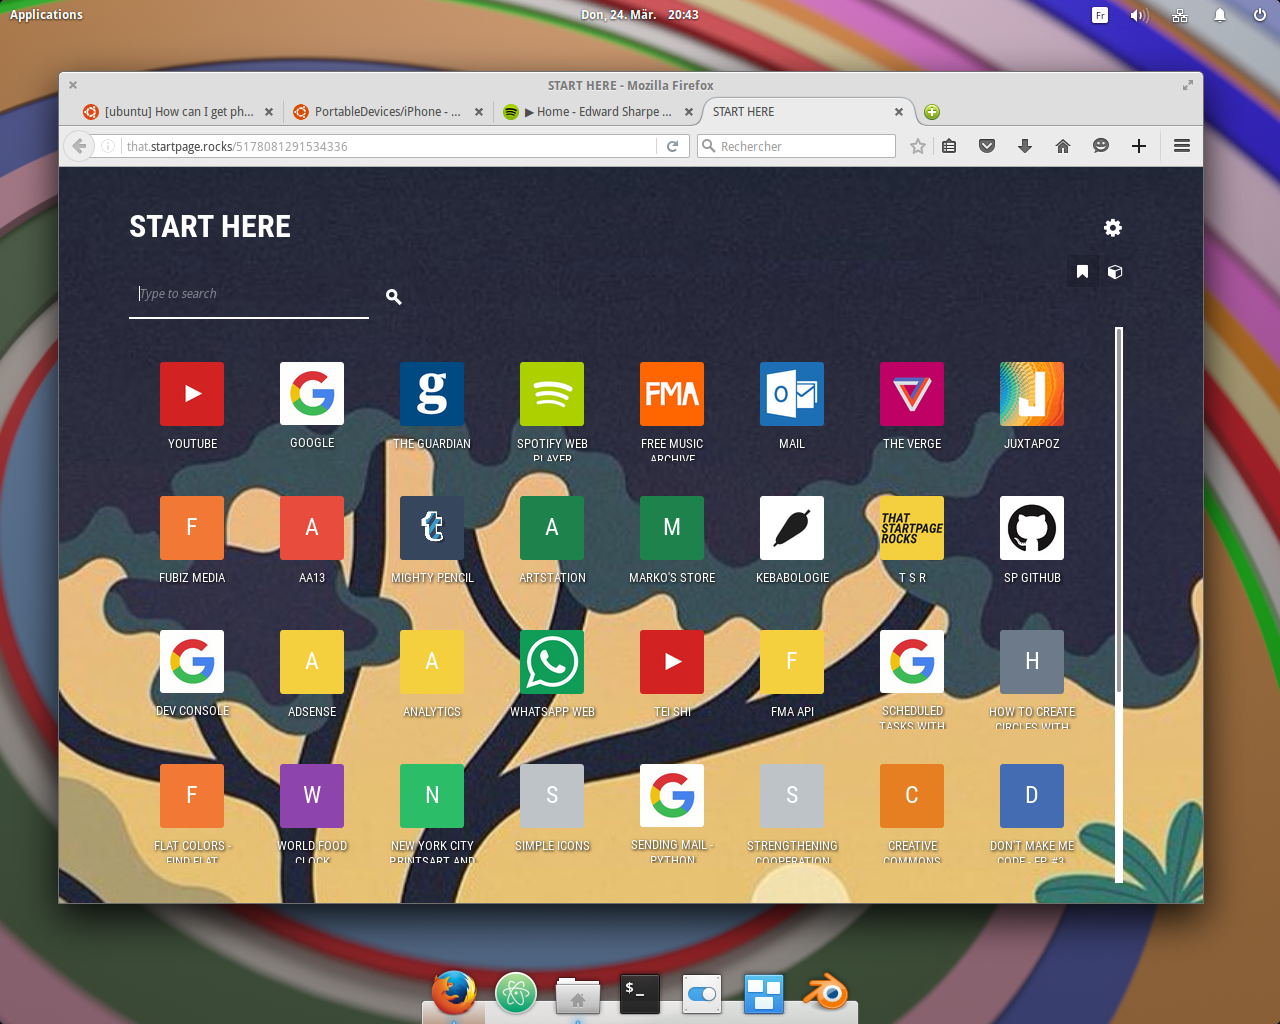 Applications
Don, 24. Mär. 20:43
Fr
START HERE - Mozilla Firefox
[ubuntu] How can I get ph...
PortableDevices/iPhone - ...
▶ Home - Edward Sharpe ...
START HERE
that.startpage.rocks/5178081291534336
Rechercher
START HERE
Type to search
g
FMA
O
J
YOUTUBE
GOOGLE
THE GUARDIAN
SPOTIFY WEB PLAYER
FREE MUSIC ARCHIVE
MAIL
THE VERGE
JUXTAPOZ
F
A
t
A
M
THAT STARTPAGE ROCKS
FUBIZ MEDIA
AA13
MIGHTY PENCIL
ARTSTATION
MARKO'S STORE
KEBABOLOGIE
T S R
SP GITHUB
G
A
A
F
G
H
DEV CONSOLE
ADSENSE
ANALYTICS
WHATSAPP WEB
TEI SHI
FMA API
SCHEDULED TASKS WITH
HOW TO CREATE CIRCLES WITH
F
W
N
S
G
S
C
D
FLAT COLORS - FIND FLAT
WORLD FOOD CLOCK
NEW YORK CITY PRINTSART AND
SIMPLE ICONS
SENDING MAIL - PYTHON
STRENGTHENING COOPERATION
CREATIVE COMMONS
DON'T MAKE ME CODE - EP. #3
$_